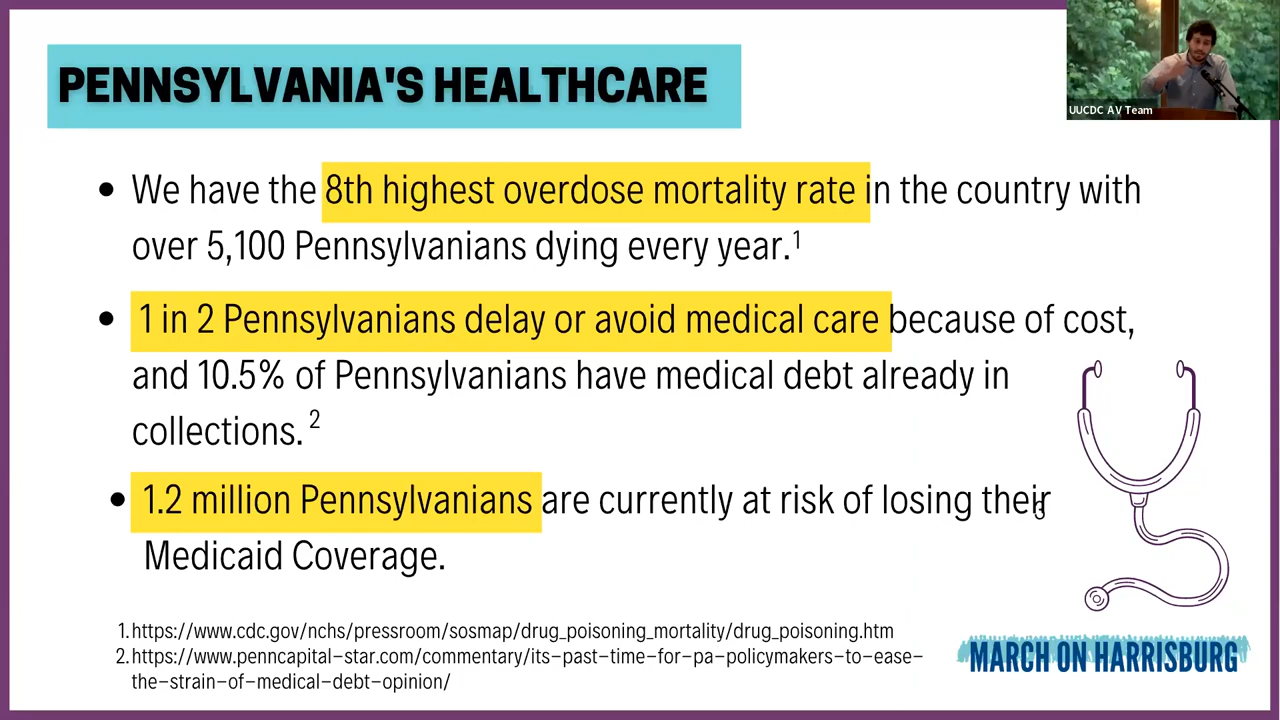 PENNSYLVANIA'S HEALTHCARE
UUCDC AV Team
• We have the 8th highest overdose mortality rate in the country with
over 5,100 Pennsylvanians dying every year.¹
• 1 in 2 Pennsylvanians delay or avoid medical care because of cost,
and 10.5% of Pennsylvanians have medical debt already in
collections. ²
• 1.2 million Pennsylvanians are currently at risk of losing their
3
Medicaid Coverage.
1. https://www.cdc.gov/nchs/pressroom/sosmap/drug_poisoning_mortality/drug_poisoning.htm
2. https://www.penncapital-star.com/commentary/its-past-time-for-pa-policymakers-to-ease-
the-strain-of-medical-debt-opinion/
MARCH ON HARRISBURG